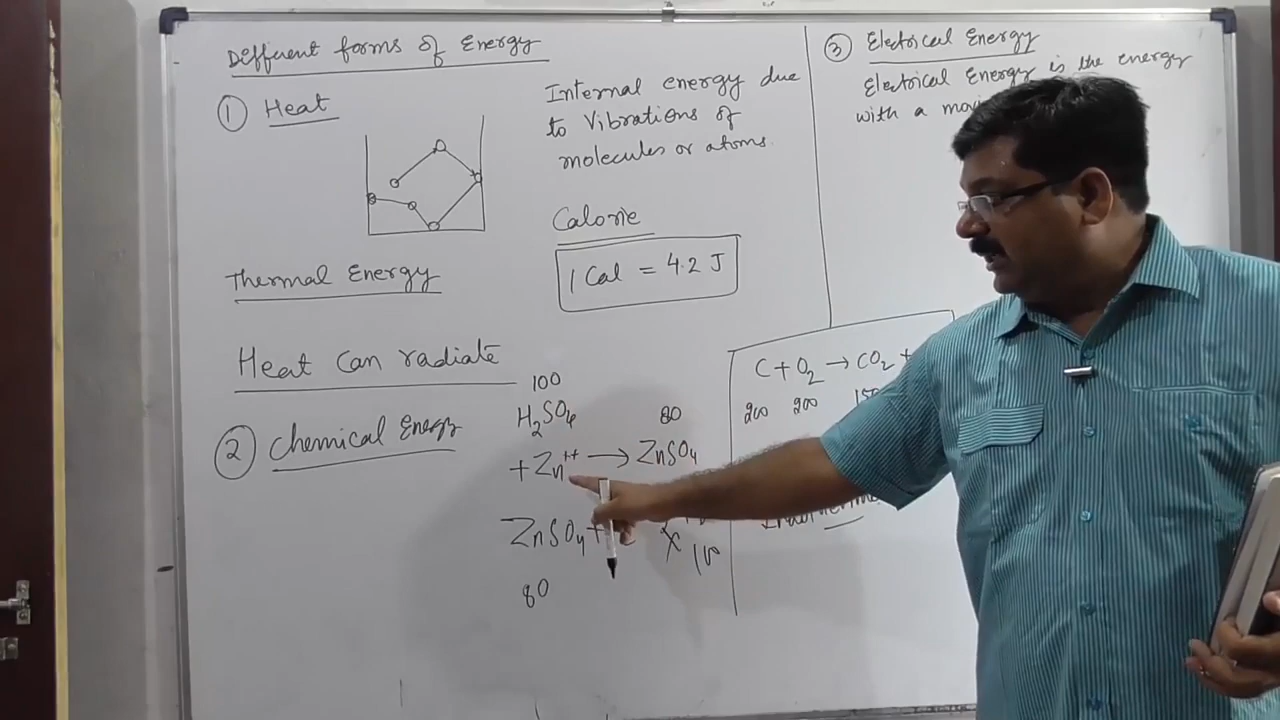 Different forms of Energy
① Heat
Internal energy due
to Vibrations of
molecules or atoms.
Calorie
1 Cal = 4.2 J
Thermal Energy
Heat Can radiate
② Chemical Energy
100
H₂SO₄
80
+ Zn⁺⁺ → ZnSO₄
ZnSO₄ +
X
10
80
③ Electrical Energy
Electrical Energy is the energy
with a
C + O₂ → CO₂ +
200 200 150